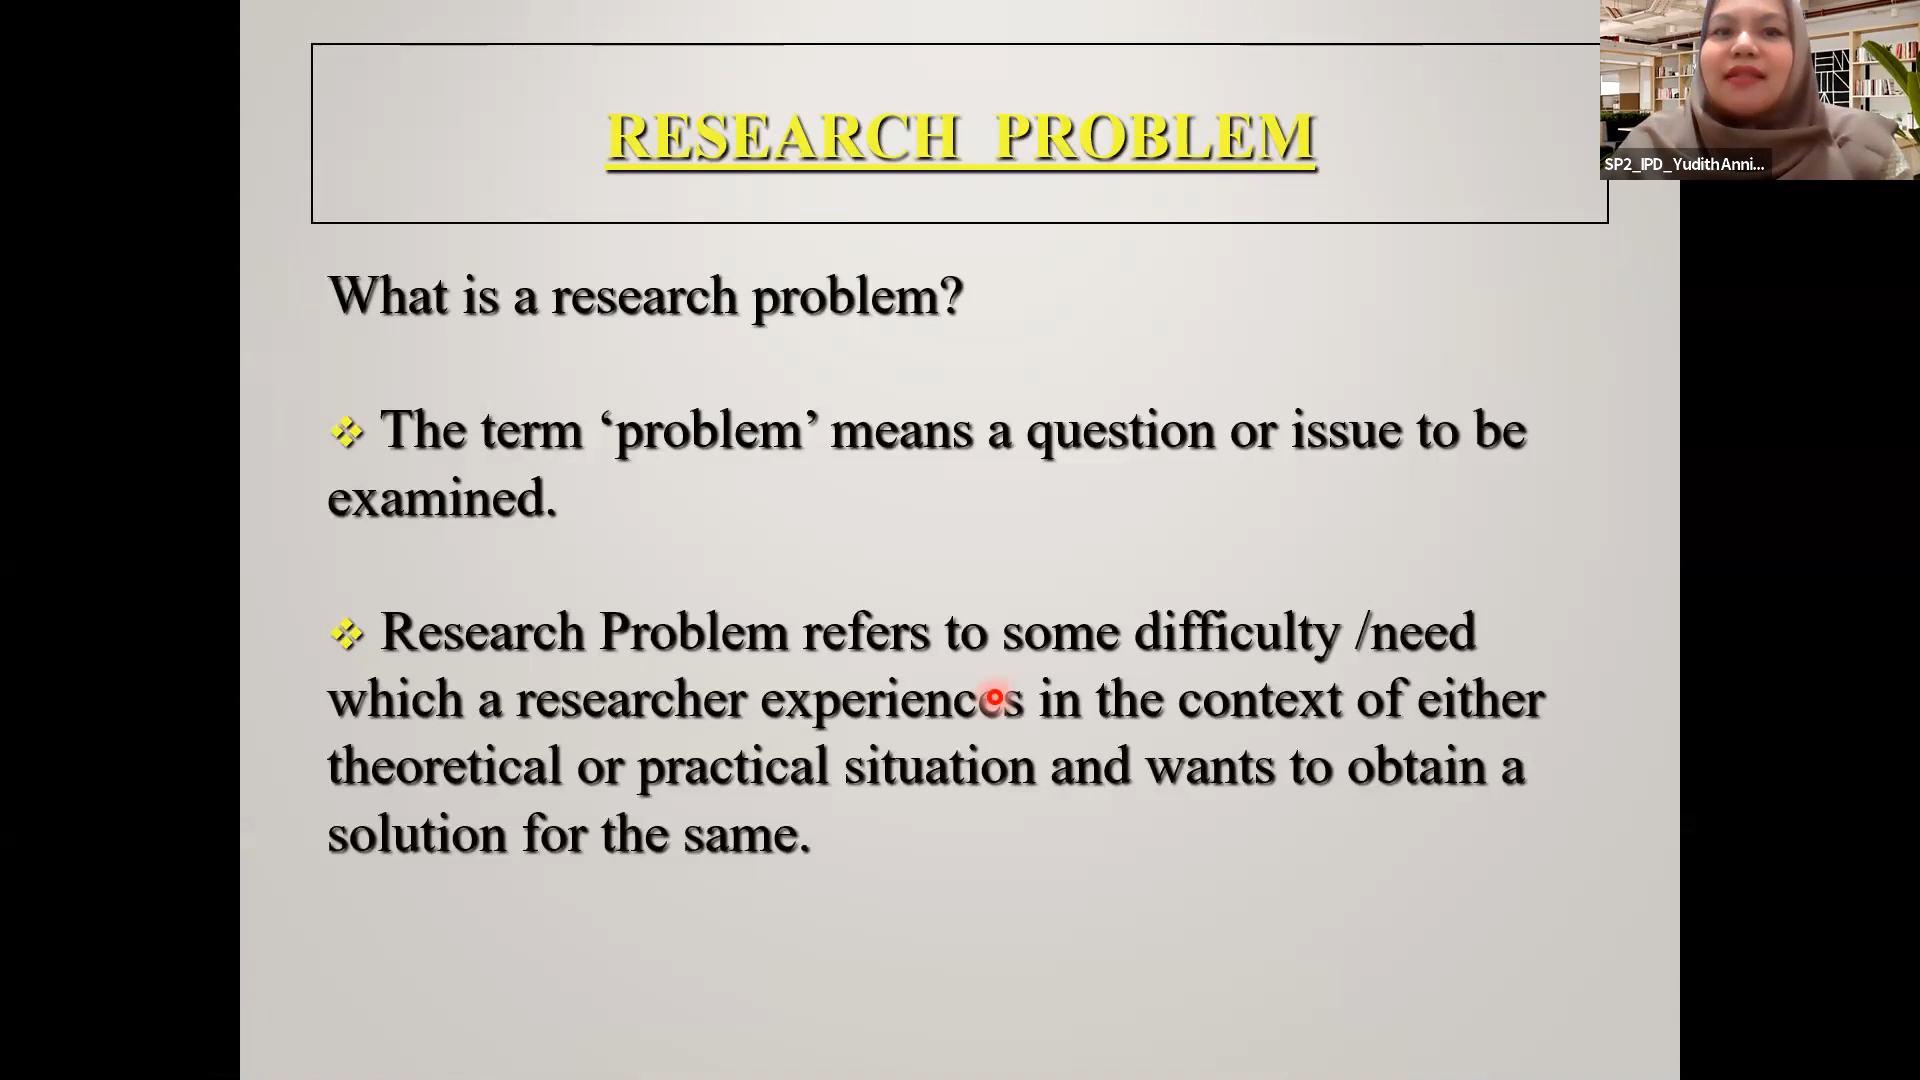 RESEARCH PROBLEM
SP2_IPD_Yudith Anni...
What is a research problem?
❖ The term ‘problem’ means a question or issue to be
examined.
❖ Research Problem refers to some difficulty /need
which a researcher experiences in the context of either
theoretical or practical situation and wants to obtain a
solution for the same.